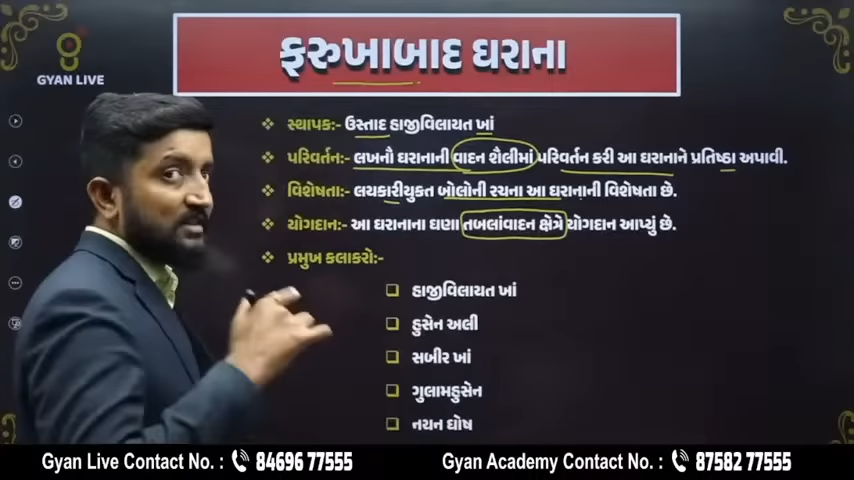 GYAN LIVE
ફરુખાબાદ ઘરાના
સ્થાપક:- ઉસ્તાદ હાજીવિલાયત ખાં
પરિવર્તન:- લખનૌ ઘરાનાની વાદન શૈલીમાં પરિવર્તન કરી આ ઘરાનાને પ્રતિષ્ઠા અપાવી.
વિશેષતા:- લયકારીયુકત બોલોની રચના આ ઘરાનાની વિશેષતા છે.
યોગદાન:- આ ઘરાનાના ઘણા તબલાંવાદન ક્ષેત્રે યોગદાન આપ્યું છે.
પ્રમુખ કલાકરો:-
હાજીવિલાયત ખાં
હુસેન અલી
સબીર ખાં
ગુલામહુસેન
નયન ઘોષ
Gyan Live Contact No. : 84696 77555
Gyan Academy Contact No. : 87582 77555